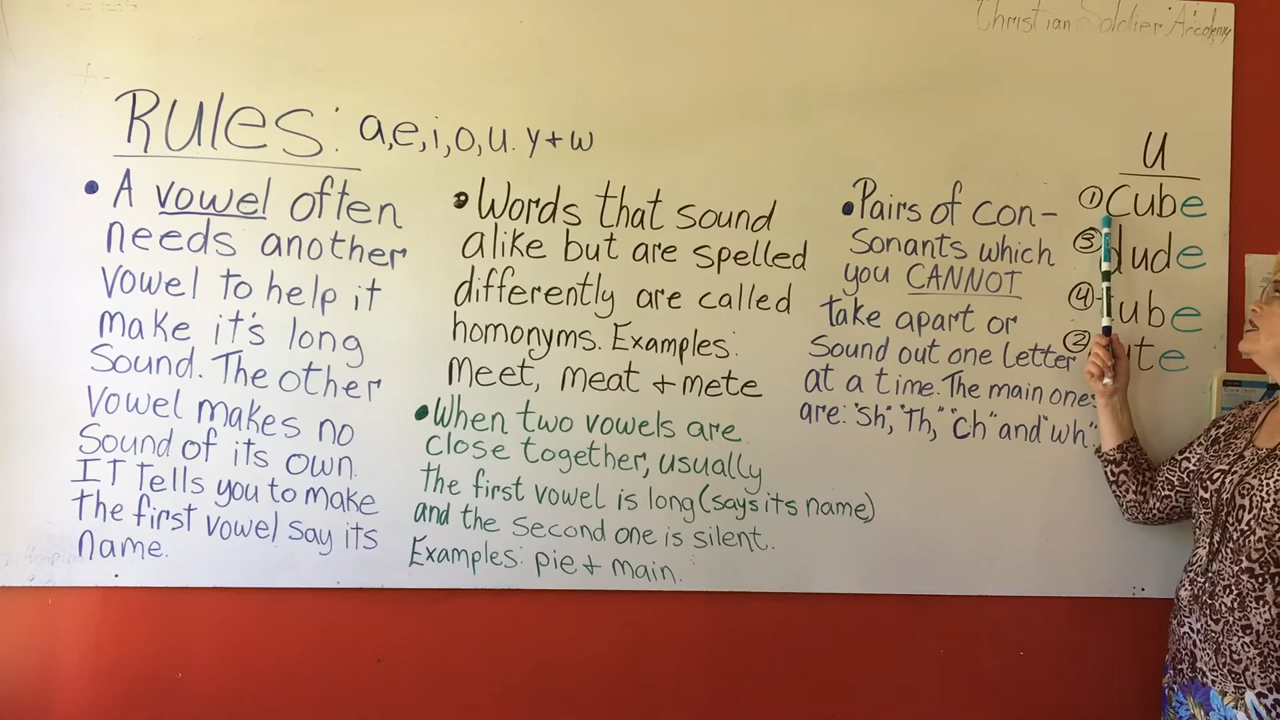 Christian Soldier Accademy
Rules: a,e,i,o,u. y+w
• A vowel often
needs another
vowel to help it
make it's long
Sound. The other
vowel makes no
Sound of its own.
IT tells you to make
the first vowel say its
name.
• Words that sound
alike but are spelled
differently are called
homonyms. Examples:
Meet, meat + mete
• When two vowels are
close together, usually
the first vowel is long (says its name)
and the second one is silent.
Examples: pie + main.
• Pairs of con-
sonants which
you CANNOT
take apart or
Sound out one letter
at a time. The main ones
are: "sh", "Th," "ch" and "wh".
U
① Cube
③ dude
④ tube
②